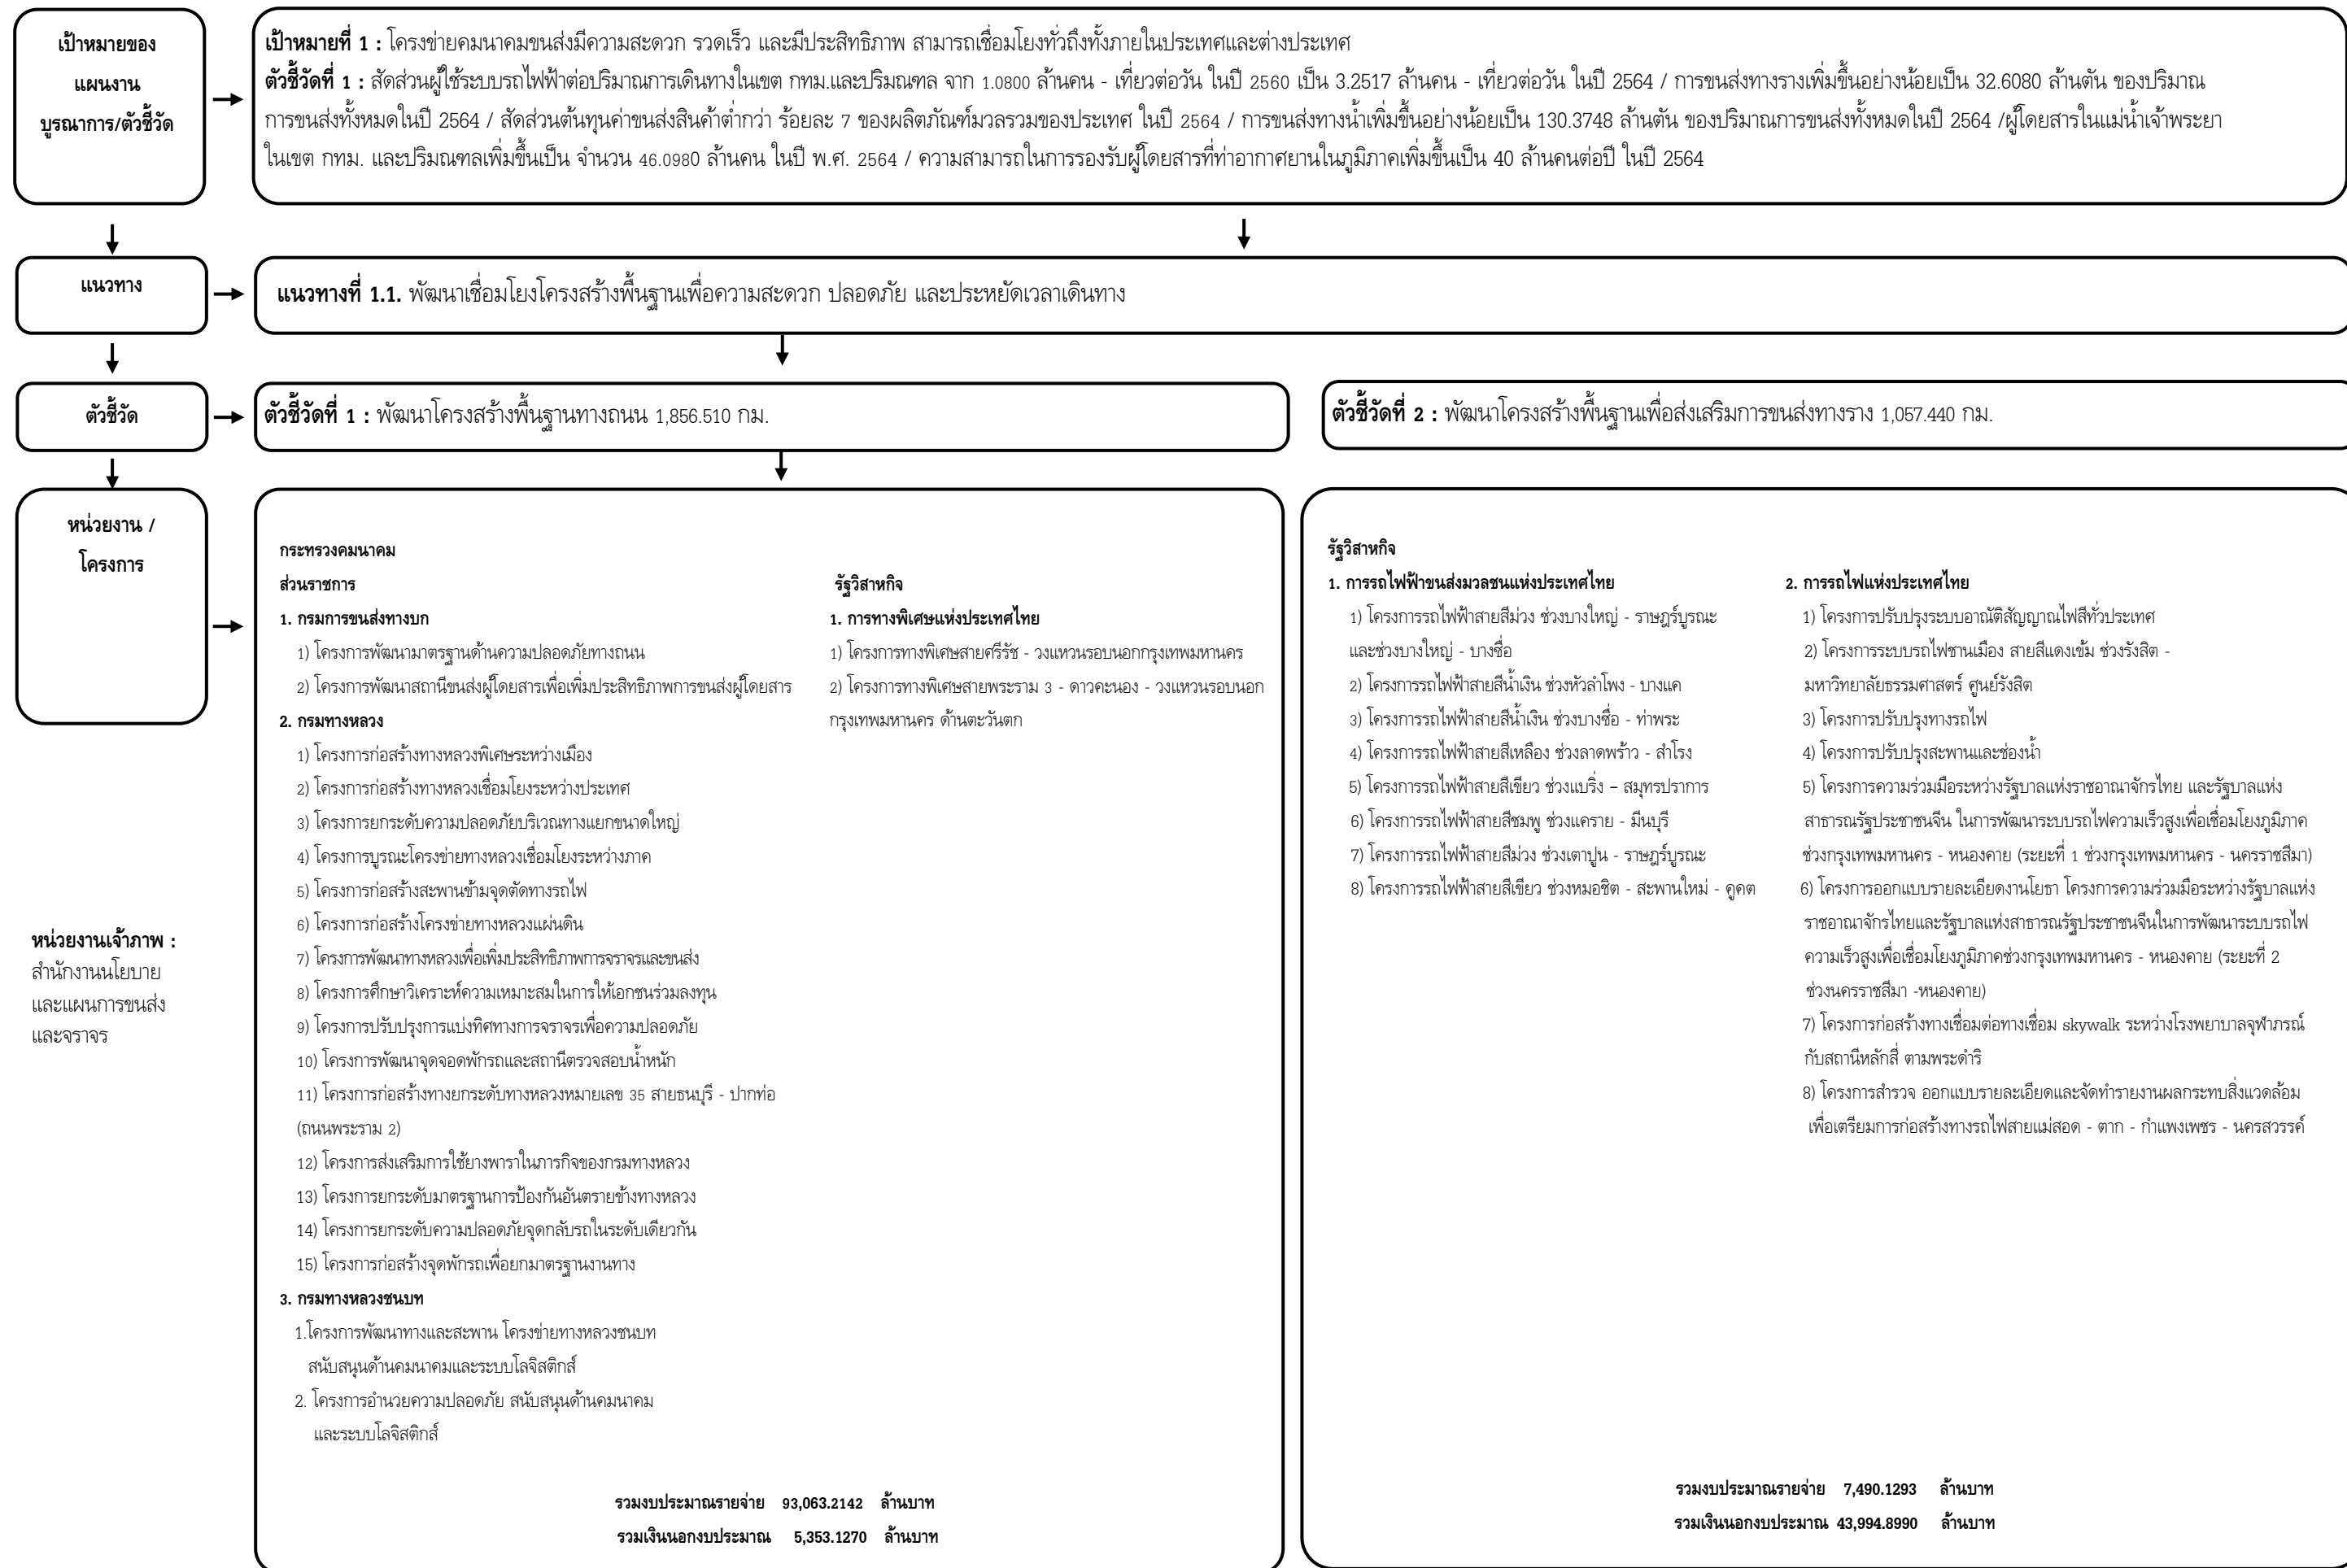 เป้าหมายของ
แผนงาน
บูรณาการ/ตัวชี้วัด
เป้าหมายที่ 1 : โครงข่ายคมนาคมขนส่งมีความสะดวก รวดเร็ว และมีประสิทธิภาพ สามารถเชื่อมโยงทั่วถึงทั้งภายในประเทศและต่างประเทศ
ตัวชี้วัดที่ 1 : สัดส่วนผู้ใช้ระบบรถไฟฟ้าต่อปริมาณการเดินทางในเขต กทม.และปริมณฑล จาก 1.0800 ล้านคน - เที่ยวต่อวัน ในปี 2560 เป็น 3.2517 ล้านคน - เที่ยวต่อวัน ในปี 2564 / การขนส่งทางรางเพิ่มขึ้นอย่างน้อยเป็น 32.6080 ล้านตัน ของปริมาณ
การขนส่งทั้งหมดในปี 2564 / สัดส่วนต้นทุนค่าขนส่งสินค้าต่ำกว่า ร้อยละ 7 ของผลิตภัณฑ์มวลรวมของประเทศ ในปี 2564 / การขนส่งทางน้ำเพิ่มขึ้นอย่างน้อยเป็น 130.3748 ล้านตัน ของปริมาณการขนส่งทั้งหมดในปี 2564 /ผู้โดยสารในแม่น้ำเจ้าพระยา
ในเขต กทม. และปริมณฑลเพิ่มขึ้นเป็น จำนวน 46.0980 ล้านคน ในปี พ.ศ. 2564 / ความสามารถในการรองรับผู้โดยสารที่ท่าอากาศยานในภูมิภาคเพิ่มขึ้นเป็น 40 ล้านคนต่อปี ในปี 2564
แนวทาง
แนวทางที่ 1.1. พัฒนาเชื่อมโยงโครงสร้างพื้นฐานเพื่อความสะดวก ปลอดภัย และประหยัดเวลาเดินทาง
ตัวชี้วัด
ตัวชี้วัดที่ 1 : พัฒนาโครงสร้างพื้นฐานทางถนน 1,856.510 กม.
ตัวชี้วัดที่ 2 : พัฒนาโครงสร้างพื้นฐานเพื่อส่งเสริมการขนส่งทางราง 1,057.440 กม.
หน่วยงาน /
โครงการ
หน่วยงานเจ้าภาพ :
สำนักงานนโยบาย
และแผนการขนส่ง
และจราจร
กระทรวงคมนาคม
ส่วนราชการ
1. กรมการขนส่งทางบก
1) โครงการพัฒนามาตรฐานด้านความปลอดภัยทางถนน
2) โครงการพัฒนาสถานีขนส่งผู้โดยสารเพื่อเพิ่มประสิทธิภาพการขนส่งผู้โดยสาร
2. กรมทางหลวง
1) โครงการก่อสร้างทางหลวงพิเศษระหว่างเมือง
2) โครงการก่อสร้างทางหลวงเชื่อมโยงระหว่างประเทศ
3) โครงการยกระดับความปลอดภัยบริเวณทางแยกขนาดใหญ่
4) โครงการบูรณะโครงข่ายทางหลวงเชื่อมโยงระหว่างภาค
5) โครงการก่อสร้างสะพานข้ามจุดตัดทางรถไฟ
6) โครงการก่อสร้างโครงข่ายทางหลวงแผ่นดิน
7) โครงการพัฒนาทางหลวงเพื่อเพิ่มประสิทธิภาพการจราจรและขนส่ง
8) โครงการศึกษาวิเคราะห์ความเหมาะสมในการให้เอกชนร่วมลงทุน
9) โครงการปรับปรุงการแบ่งทิศทางการจราจรเพื่อความปลอดภัย
10) โครงการพัฒนาจุดจอดพักรถและสถานีตรวจสอบน้ำหนัก
11) โครงการก่อสร้างทางยกระดับทางหลวงหมายเลข 35 สายธนบุรี - ปากท่อ
(ถนนพระราม 2)
12) โครงการส่งเสริมการใช้ยางพาราในภารกิจของกรมทางหลวง
13) โครงการยกระดับมาตรฐานการป้องกันอันตรายข้างทางหลวง
14) โครงการยกระดับความปลอดภัยจุดกลับรถในระดับเดียวกัน
15) โครงการก่อสร้างจุดพักรถเพื่อยกมาตรฐานงานทาง
3. กรมทางหลวงชนบท
1.โครงการพัฒนาทางและสะพาน โครงข่ายทางหลวงชนบท
สนับสนุนด้านคมนาคมและระบบโลจิสติกส์
2. โครงการอำนวยความปลอดภัย สนับสนุนด้านคมนาคม
และระบบโลจิสติกส์
รัฐวิสาหกิจ
1. การทางพิเศษแห่งประเทศไทย
1) โครงการทางพิเศษสายศรีรัช - วงแหวนรอบนอกกรุงเทพมหานคร
2) โครงการทางพิเศษสายพระราม 3 - ดาวคะนอง - วงแหวนรอบนอก
กรุงเทพมหานคร ด้านตะวันตก
รวมงบประมาณรายจ่าย 93,063.2142 ล้านบาท
รวมเงินนอกงบประมาณ 5,353.1270 ล้านบาท
รัฐวิสาหกิจ
1. การรถไฟฟ้าขนส่งมวลชนแห่งประเทศไทย
1) โครงการรถไฟฟ้าสายสีม่วง ช่วงบางใหญ่ - ราษฎร์บูรณะ
และช่วงบางใหญ่ - บางซื่อ
2) โครงการรถไฟฟ้าสายสีน้ำเงิน ช่วงหัวลำโพง - บางแค
3) โครงการรถไฟฟ้าสายสีน้ำเงิน ช่วงบางซื่อ - ท่าพระ
4) โครงการรถไฟฟ้าสายสีเหลือง ช่วงลาดพร้าว - สำโรง
5) โครงการรถไฟฟ้าสายสีเขียว ช่วงแบริ่ง – สมุทรปราการ
6) โครงการรถไฟฟ้าสายสีชมพู ช่วงแคราย - มีนบุรี
7) โครงการรถไฟฟ้าสายสีม่วง ช่วงเตาปูน - ราษฎร์บูรณะ
8) โครงการรถไฟฟ้าสายสีเขียว ช่วงหมอชิต - สะพานใหม่ - คูคต
2. การรถไฟแห่งประเทศไทย
1) โครงการปรับปรุงระบบอาณัติสัญญาณไฟสีทั่วประเทศ
2) โครงการระบบรถไฟชานเมือง สายสีแดงเข้ม ช่วงรังสิต -
มหาวิทยาลัยธรรมศาสตร์ ศูนย์รังสิต
3) โครงการปรับปรุงทางรถไฟ
4) โครงการปรับปรุงสะพานและช่องน้ำ
5) โครงการความร่วมมือระหว่างรัฐบาลแห่งราชอาณาจักรไทย และรัฐบาลแห่ง
สาธารณรัฐประชาชนจีน ในการพัฒนาระบบรถไฟความเร็วสูงเพื่อเชื่อมโยงภูมิภาค
ช่วงกรุงเทพมหานคร - หนองคาย (ระยะที่ 1 ช่วงกรุงเทพมหานคร - นครราชสีมา)
6) โครงการออกแบบรายละเอียดงานโยธา โครงการความร่วมมือระหว่างรัฐบาลแห่ง
ราชอาณาจักรไทยและรัฐบาลแห่งสาธารณรัฐประชาชนจีนในการพัฒนาระบบรถไฟ
ความเร็วสูงเพื่อเชื่อมโยงภูมิภาคช่วงกรุงเทพมหานคร - หนองคาย (ระยะที่ 2
ช่วงนครราชสีมา -หนองคาย)
7) โครงการก่อสร้างทางเชื่อมต่อทางเชื่อม skywalk ระหว่างโรงพยาบาลจุฬาภรณ์
กับสถานีหลักสี่ ตามพระดำริ
8) โครงการสำรวจ ออกแบบรายละเอียดและจัดทำรายงานผลกระทบสิ่งแวดล้อม
เพื่อเตรียมการก่อสร้างทางรถไฟสายแม่สอด - ตาก - กำแพงเพชร - นครสวรรค์
รวมงบประมาณรายจ่าย 7,490.1293 ล้านบาท
รวมเงินนอกงบประมาณ 43,994.8990 ล้านบาท